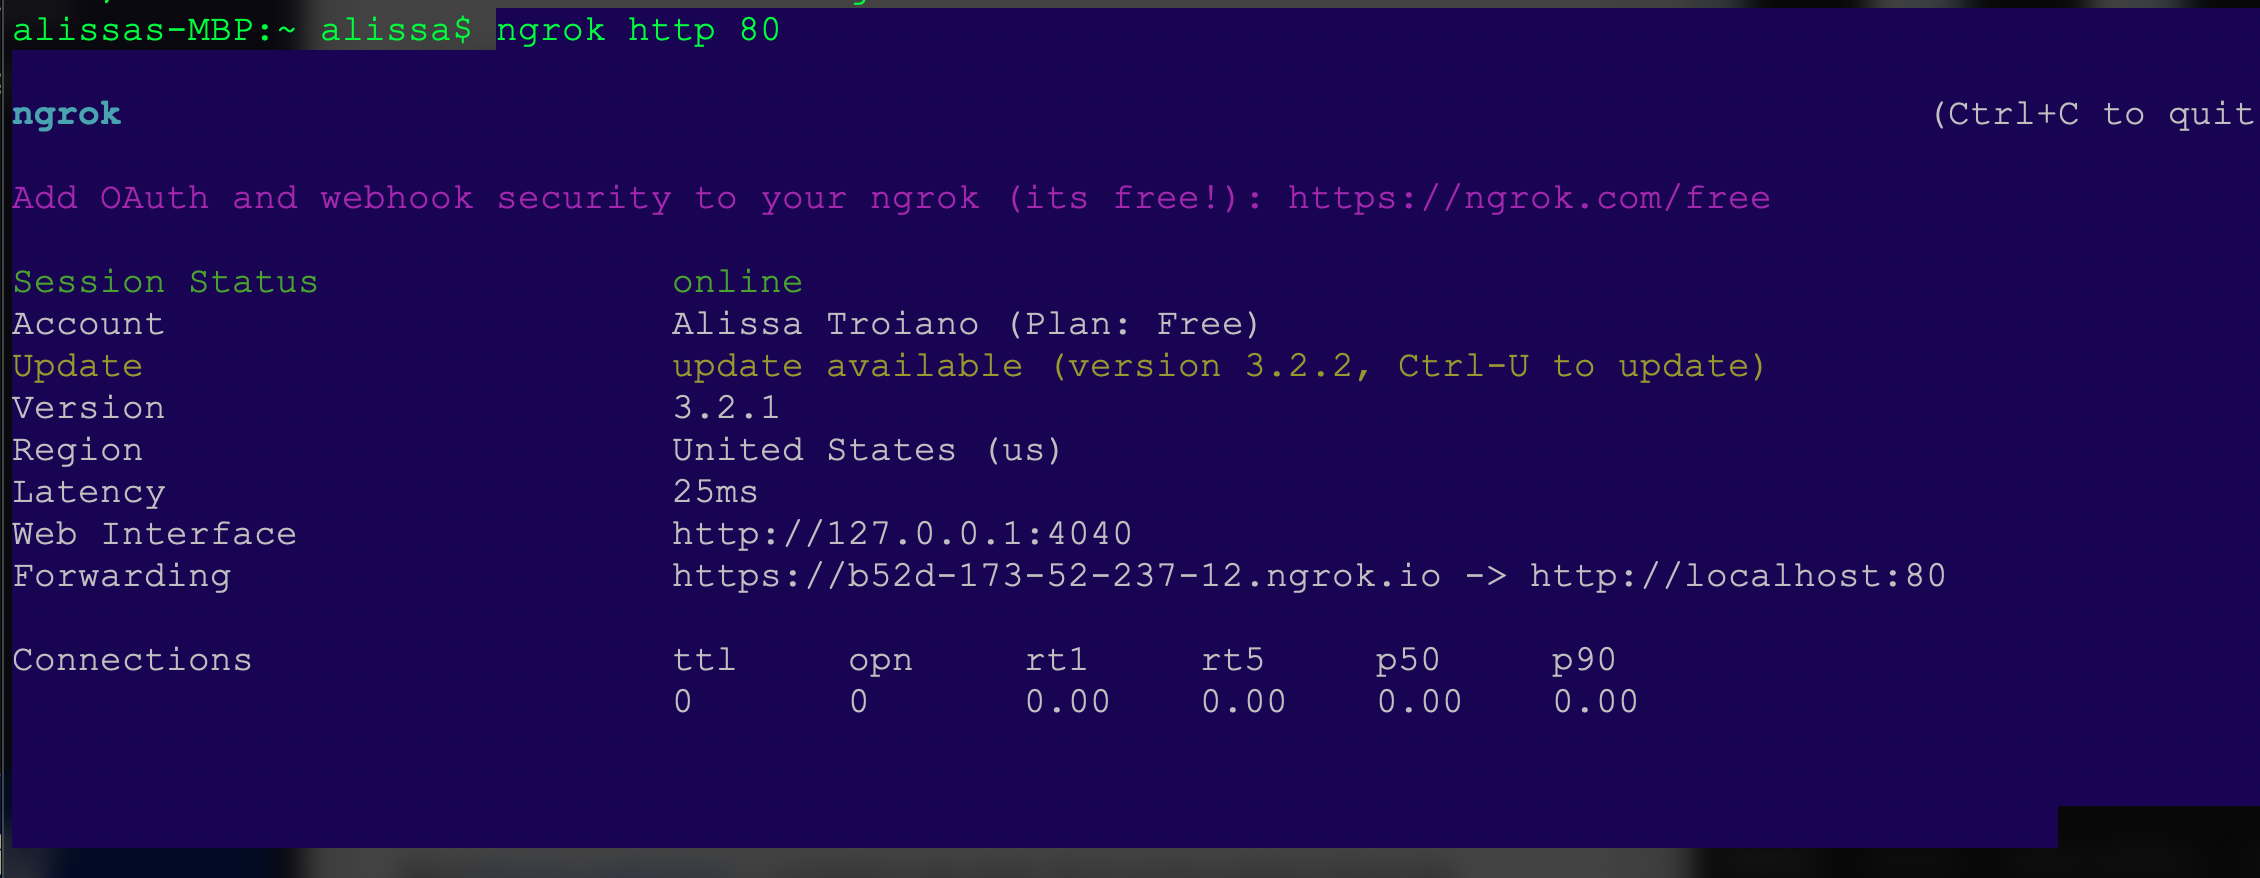 alissas-MBP:~ alissa$ ngrok http 80
ngrok (Ctrl+C to quit
Add OAuth and webhook security to your ngrok (its free!): https://ngrok.com/free
Session Status online
Account Alissa Troiano (Plan: Free)
Update update available (version 3.2.2, Ctrl-U to update)
Version 3.2.1
Region United States (us)
Latency 25ms
Web Interface http://127.0.0.1:4040
Forwarding https://b52d-173-52-237-12.ngrok.io -> http://localhost:80
Connections ttl opn rt1 rt5 p50 p90
0 0 0.00 0.00 0.00 0.00